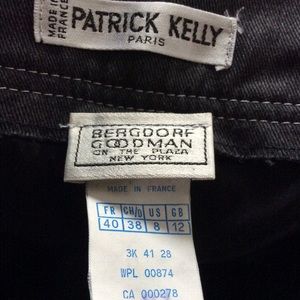 MADE IN
FRANCE
PATRICK KELLY
PARIS
BERGDORF
GOODMAN
ON THE PLAZA
NEW YORK
MADE IN FRANCE
FR CH/D US GB
40 38 8 12
3K 41 28
WPL 00874
CA 000278